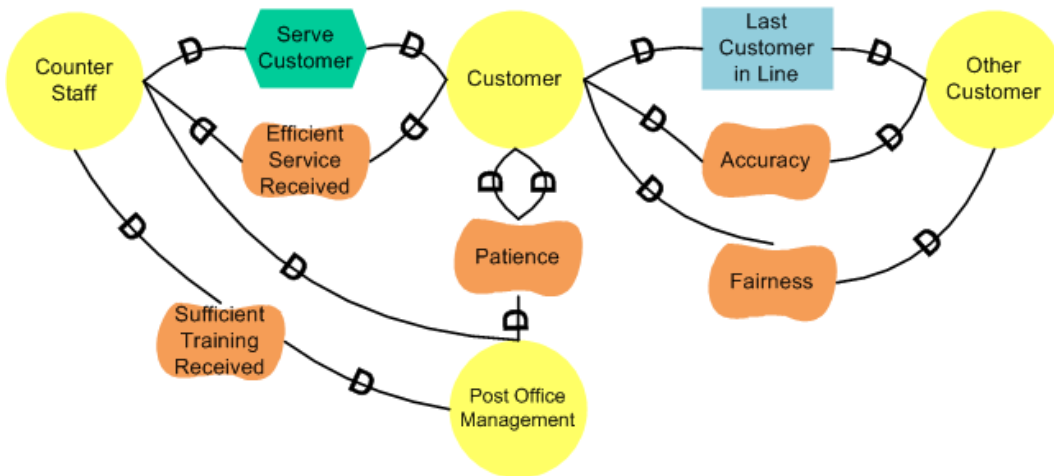 Counter
Staff
Serve
Customer
Efficient
Service
Received
Customer
Last
Customer
in Line
Other
Customer
Accuracy
Patience
Fairness
Sufficient
Training
Received
Post Office
Management